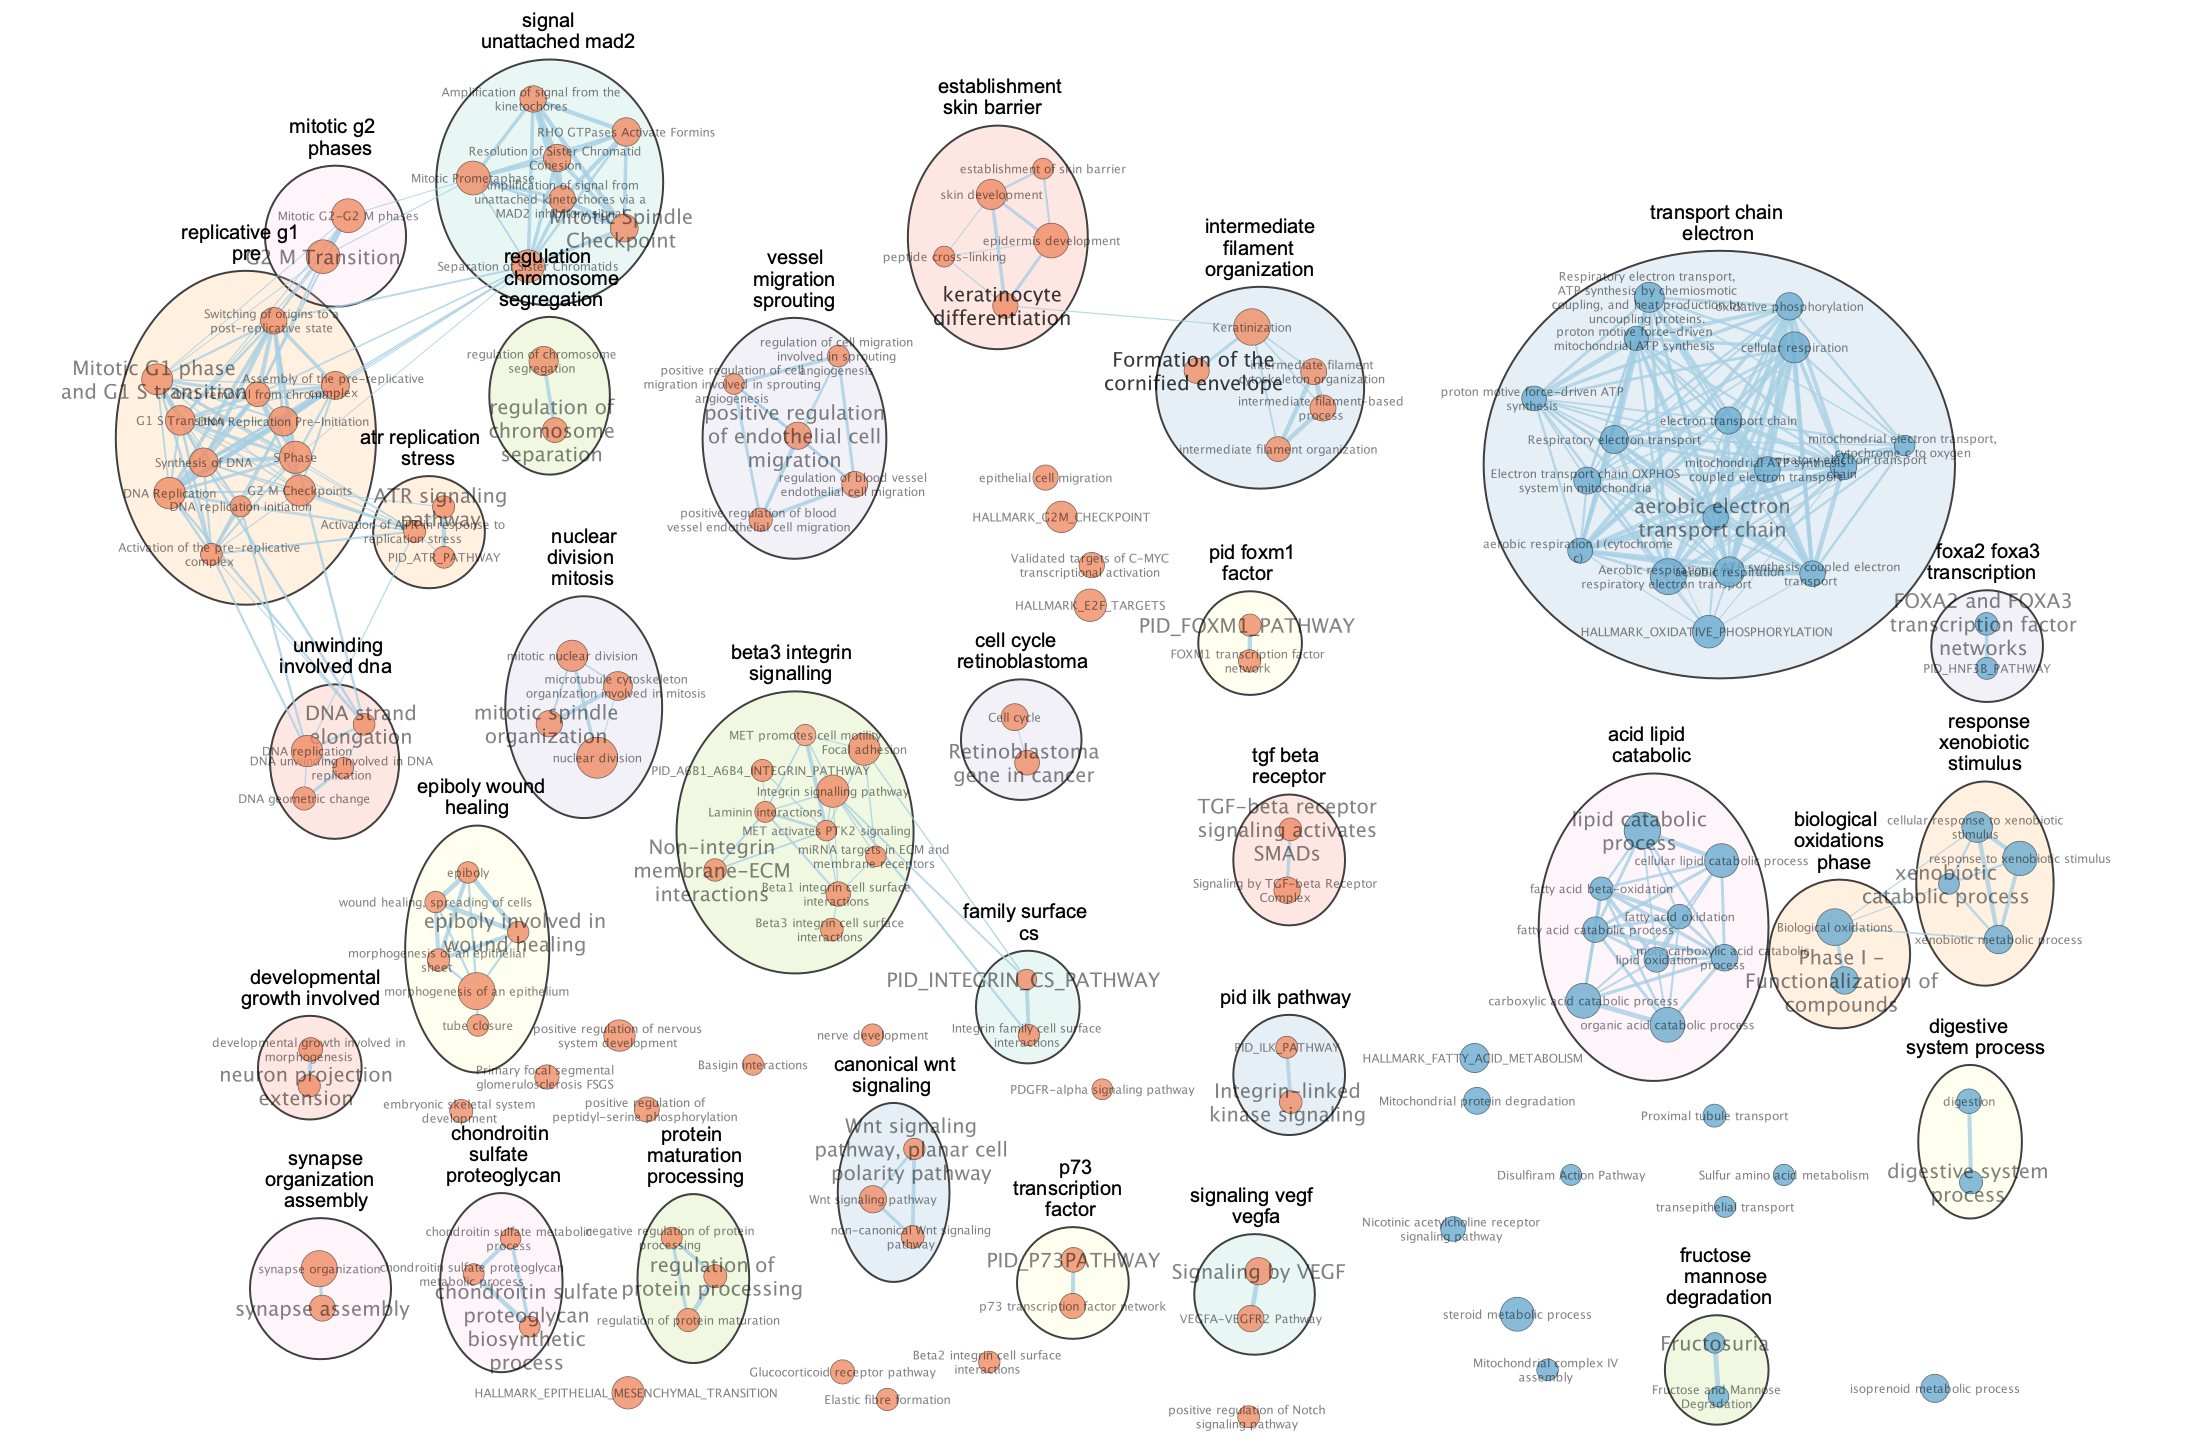 signal
unattached mad2
Amplification of signal from the
kinetochores
RHO GTPases Activate Formins
Resolution of Sister Chromatid
Cohesion
Mitotic Prometaphase
Amplification of signal from
unattached kinetochores via a
MAD2 inhibitory signal
Mitotic Spindle
Checkpoint
Separation of Sister Chromatids
mitotic g2
phases
Mitotic G2-G2 M phases
G2 M Transition
replicative g1
pre
Switching of origins to a
post-replicative state
Mitotic G1 phase
and G1 S transition
Assembly of the pre-replicative
complex
removal from
G1 S Transition
DNA Replication Pre-Initiation
Synthesis of DNA
S Phase
DNA Replication
G2 M Checkpoints
DNA replication initiation
Activation of the pre-replicative
complex
atr replication
stress
ATR signaling
pathway
Activation of ATR in response to
replication stress
PID_ATR_PATHWAY
regulation
chromosome
segregation
regulation of chromosome
segregation
regulation of
chromosome
separation
vessel
migration
sprouting
regulation of cell migration
involved in sprouting
angiogenesis
positive regulation of cell
migration involved in sprouting
angiogenesis
positive regulation
of endothelial cell
migration
regulation of blood vessel
endothelial cell migration
positive regulation of blood
vessel endothelial cell migration
establishment
skin barrier
establishment of skin barrier
skin development
epidermis development
peptide cross-linking
keratinocyte
differentiation
intermediate
filament
organization
Keratinization
Formation of the
cornified envelope
intermediate filament
cytoskeleton organization
intermediate filament-based
process
intermediate filament organization
epithelial cell migration
HALLMARK_G2M_CHECKPOINT
Validated targets of C-MYC
transcriptional activation
HALLMARK_E2F_TARGETS
transport chain
electron
Respiratory electron transport,
ATP synthesis by chemiosmotic
coupling, and heat production by
uncoupling proteins.
oxidative phosphorylation
proton motive force-driven
mitochondrial ATP synthesis
cellular respiration
proton motive force-driven ATP
synthesis
electron transport chain
Respiratory electron transport
mitochondrial electron transport,
cytochrome c to oxygen
mitochondrial ATP synthesis
coupled electron transport
respiratory electron transport
chain
Electron transport chain OXPHOS
system in mitochondria
aerobic electron
transport chain
aerobic respiration I (cytochrome
c)
Aerobic respiration
respiratory electron transport
aerobic respiration
ATP synthesis coupled electron
transport
HALLMARK_OXIDATIVE_PHOSPHORYLATION
foxa2 foxa3
transcription
FOXA2 and FOXA3
transcription factor
networks
PID_HNF3B_PATHWAY
unwinding
involved dna
DNA strand
elongation
DNA replication
DNA unwinding involved in DNA
replication
DNA geometric change
nuclear
division
mitosis
mitotic nuclear division
microtubule cytoskeleton
organization involved in mitosis
mitotic spindle
organization
nuclear division
beta3 integrin
signalling
MET promotes cell motility
Focal adhesion
PID_A6B1_A6B4_INTEGRIN_PATHWAY
Integrin signalling pathway
Laminin interactions
MET activates PTK2 signaling
Non-integrin
membrane-ECM
interactions
miRNA targets in ECM and
membrane receptors
Beta1 integrin cell surface
interactions
Beta3 integrin cell surface
interactions
pid foxm1
factor
PID_FOXM1_PATHWAY
FOXM1 transcription factor
network
cell cycle
retinoblastoma
Cell cycle
Retinoblastoma
gene in cancer
tgf beta
receptor
TGF-beta receptor
signaling activates
SMADs
Signaling by TGF-beta Receptor
Complex
acid lipid
catabolic
lipid catabolic
process
cellular lipid catabolic process
fatty acid beta-oxidation
fatty acid oxidation
fatty acid catabolic process
monocarboxylic acid catabolic
process
lipid oxidation
carboxylic acid catabolic process
organic acid catabolic process
response
xenobiotic
stimulus
cellular response to xenobiotic
stimulus
response to xenobiotic stimulus
xenobiotic
catabolic process
xenobiotic metabolic process
biological
oxidations
phase
Biological oxidations
Phase I -
Functionalization of
compounds
epiboly wound
healing
epiboly
wound healing, spreading of cells
epiboly involved in
wound healing
morphogenesis of an epithelial
sheet
morphogenesis of an epithelium
tube closure
developmental
growth involved
developmental growth involved in
morphogenesis
neuron projection
extension
positive regulation of nervous
system development
Primary focal segmental
glomerulosclerosis FSGS
embryonic skeletal system
development
positive regulation of
peptidyl-serine phosphorylation
Basigin interactions
nerve development
family surface
cs
PID_INTEGRIN_CS_PATHWAY
Integrin family cell surface
interactions
PDGFR-alpha signaling pathway
pid ilk pathway
PID_ILK_PATHWAY
Integrin-linked
kinase signaling
HALLMARK_FATTY_ACID_METABOLISM
Mitochondrial protein degradation
Proximal tubule transport
Disulfiram Action Pathway
Sulfur amino acid metabolism
transepithelial transport
Nicotinic acetylcholine receptor
signaling pathway
digestive
system process
digestion
digestive system
process
synapse
organization
assembly
synapse organization
synapse assembly
chondroitin
sulfate
proteoglycan
chondroitin sulfate metabolic
process
chondroitin sulfate proteoglycan
metabolic process
chondroitin sulfate
proteoglycan
biosynthetic
process
protein
maturation
processing
negative regulation of protein
processing
regulation of
protein processing
regulation of protein maturation
canonical wnt
signaling
Wnt signaling
pathway, planar cell
polarity pathway
Wnt signaling pathway
non-canonical Wnt signaling
pathway
p73
transcription
factor
PID_P73PATHWAY
p73 transcription factor network
signaling vegf
vegfa
Signaling by VEGF
VEGFA-VEGFR2 Pathway
steroid metabolic process
Mitochondrial complex IV
assembly
fructose
mannose
degradation
Fructosuria
Fructose and Mannose
Degradation
isoprenoid metabolic process
HALLMARK_EPITHELIAL_MESENCHYMAL_TRANSITION
Glucocorticoid receptor pathway
Elastic fibre formation
Beta2 integrin cell surface
interactions
positive regulation of Notch
signaling pathway